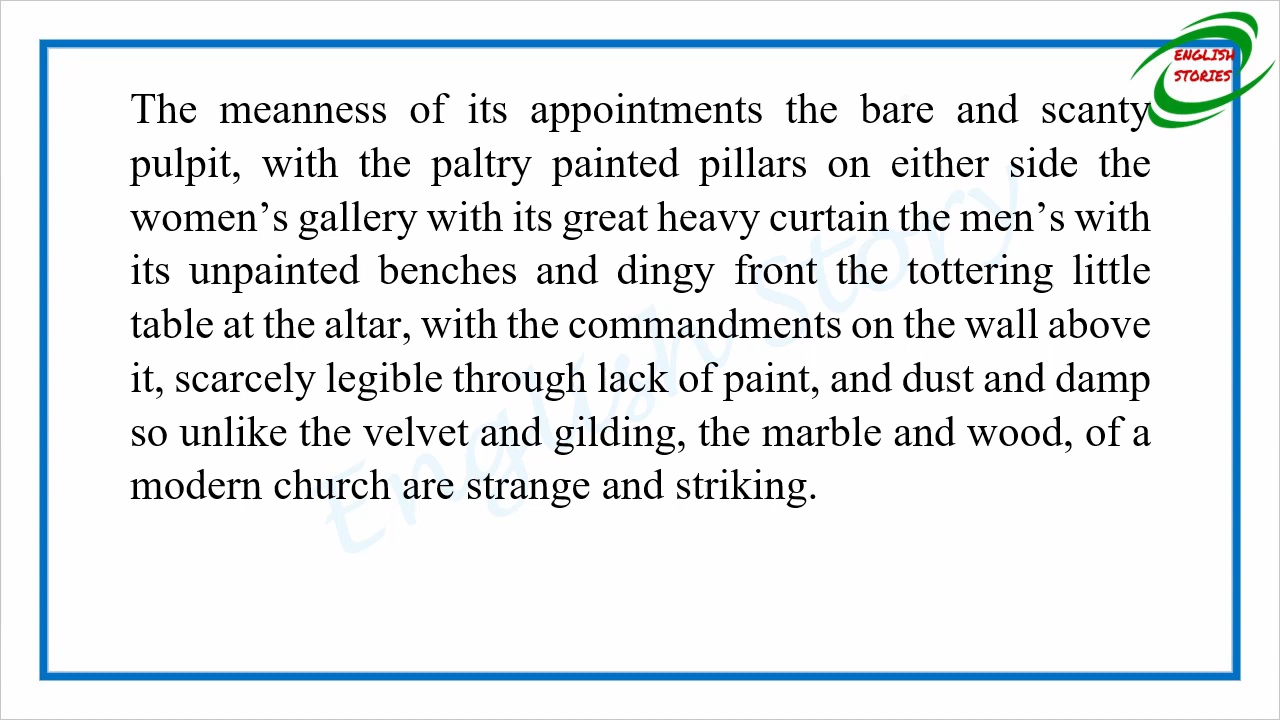 ENGLISH
STORIES
The meanness of its appointments the bare and scanty
pulpit, with the paltry painted pillars on either side the
women’s gallery with its great heavy curtain the men’s with
its unpainted benches and dingy front the tottering little
table at the altar, with the commandments on the wall above
it, scarcely legible through lack of paint, and dust and damp
so unlike the velvet and gilding, the marble and wood, of a
modern church are strange and striking.
English Story